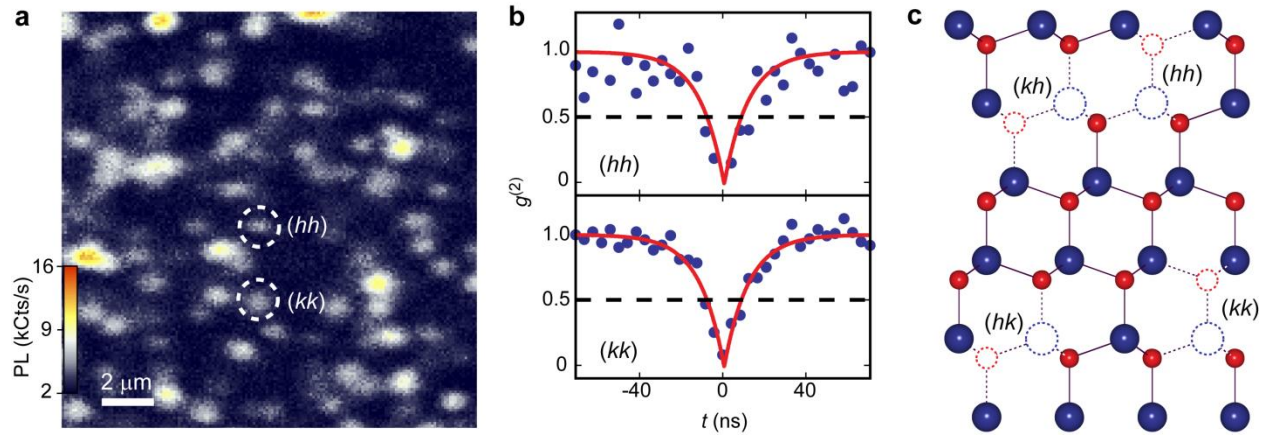 a
(hh)
(kk)
PL (kCts/s)
16
9
2
2 μm
b
g(2)
1.0
0.5
0
(hh)
1.0
0.5
0
(kk)
-40
0
40
t (ns)
c
(kh)
(hh)
(hk)
(kk)